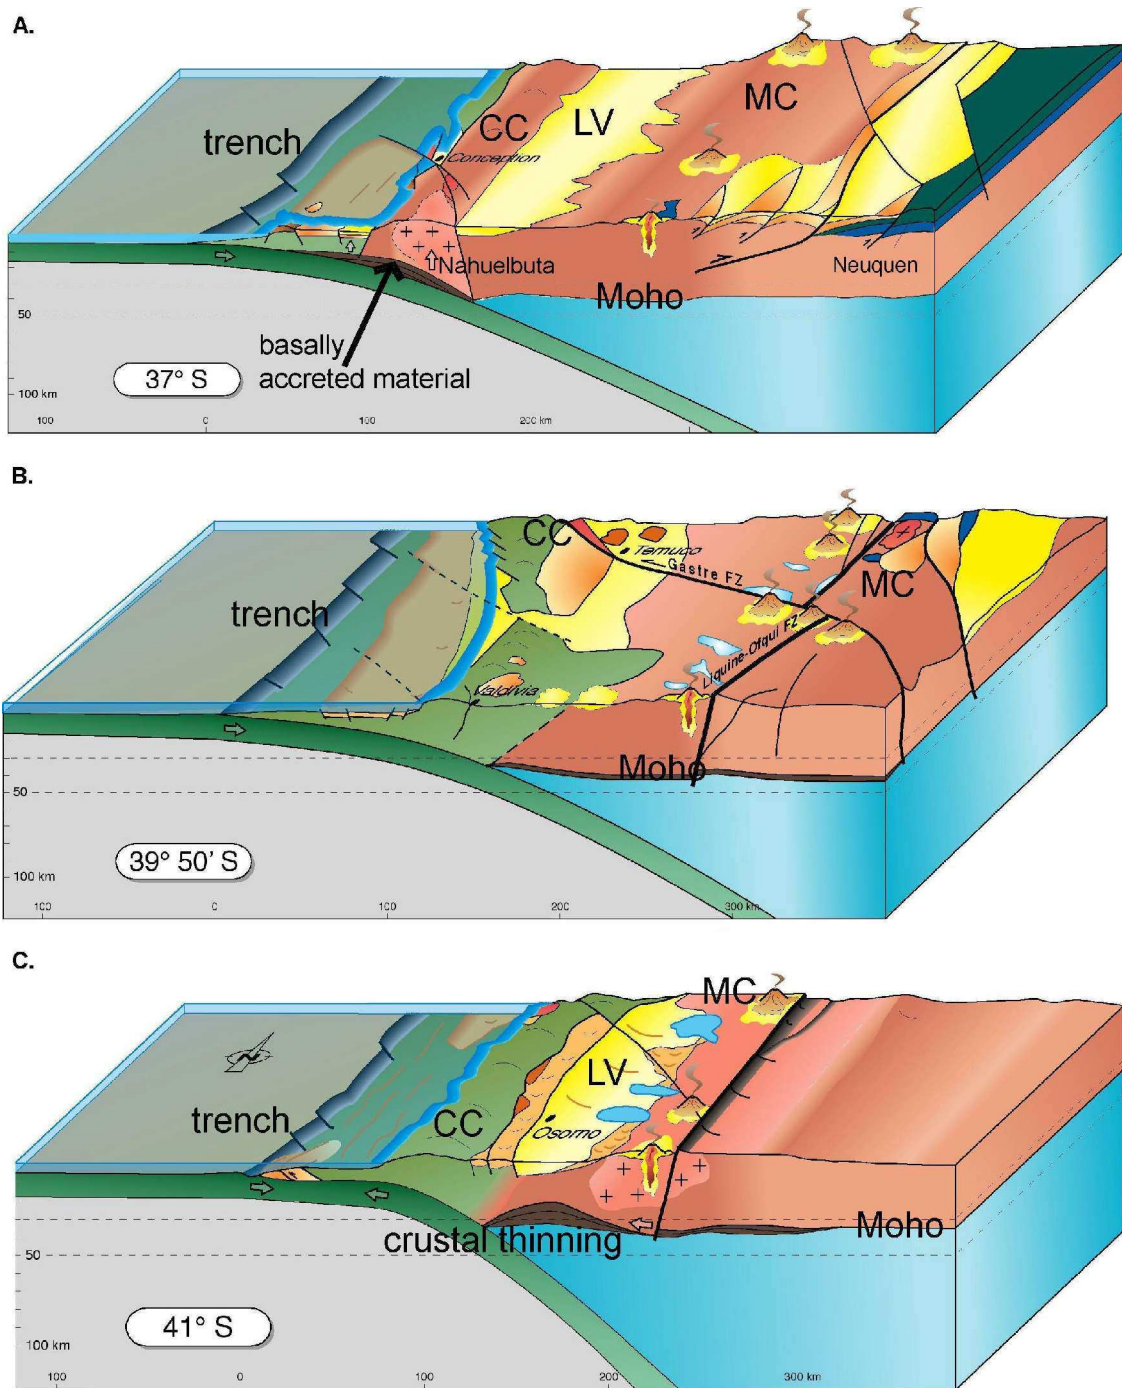 A.
trench
CC
LV
MC
Conception
Nahuelbuta
Neuquen
Moho
50
basally
accreted material
37° S
100 km
100
0
100
200 km
B.
trench
CC
Temuco
Gastre FZ
MC
Liquine-Ofqui FZ
Valdivia
Moho
50
39° 50' S
100 km
100
0
100
200
300 km
C.
N
MC
trench
CC
LV
Osorno
Moho
crustal thinning
50
41° S
100 km
100
0
100
200
300 km